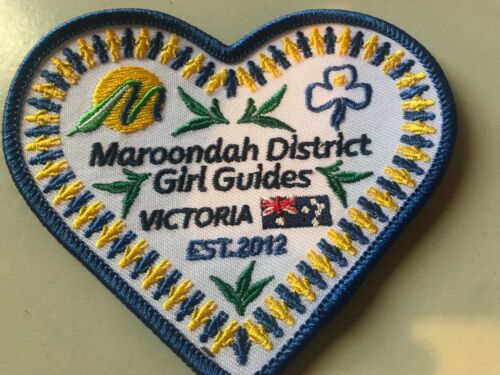 Maroondah District
Girl Guides
VICTORIA
EST.2012